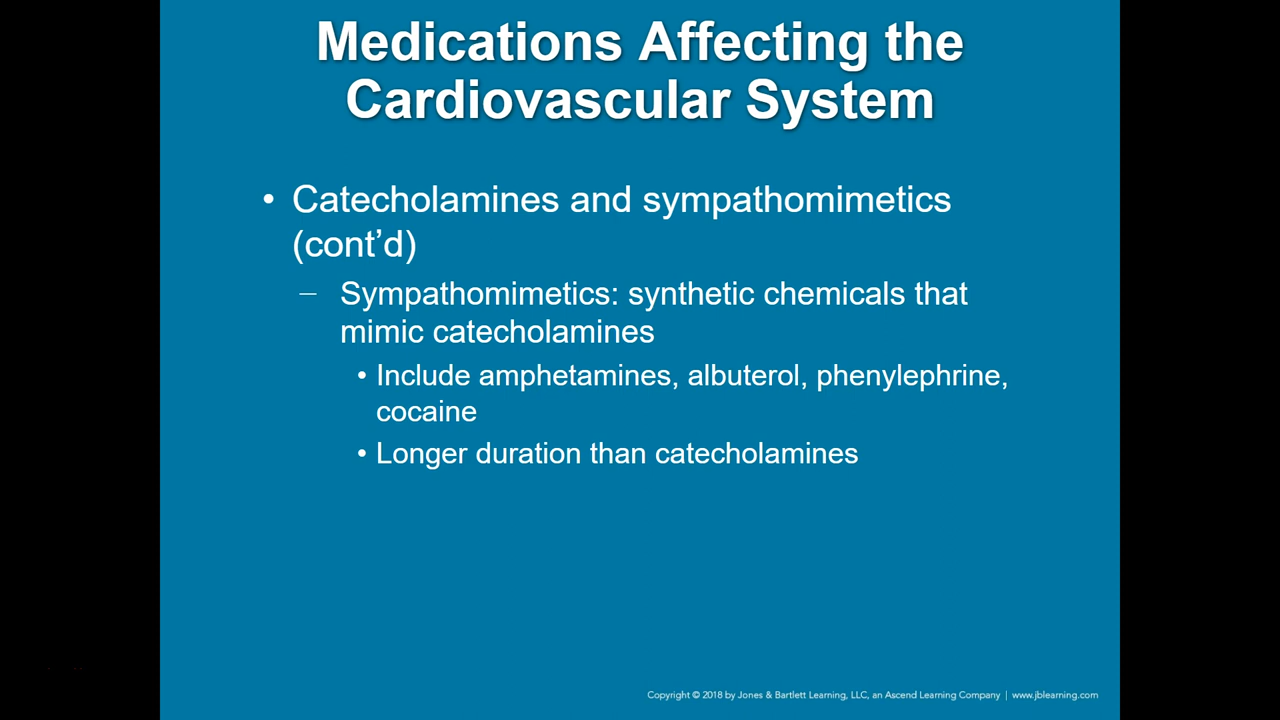 Medications Affecting the
Cardiovascular System
• Catecholamines and sympathomimetics
(cont’d)
– Sympathomimetics: synthetic chemicals that
mimic catecholamines
• Include amphetamines, albuterol, phenylephrine,
cocaine
• Longer duration than catecholamines
Copyright © 2018 by Jones & Bartlett Learning, LLC, an Ascend Learning Company | www.jblearning.com